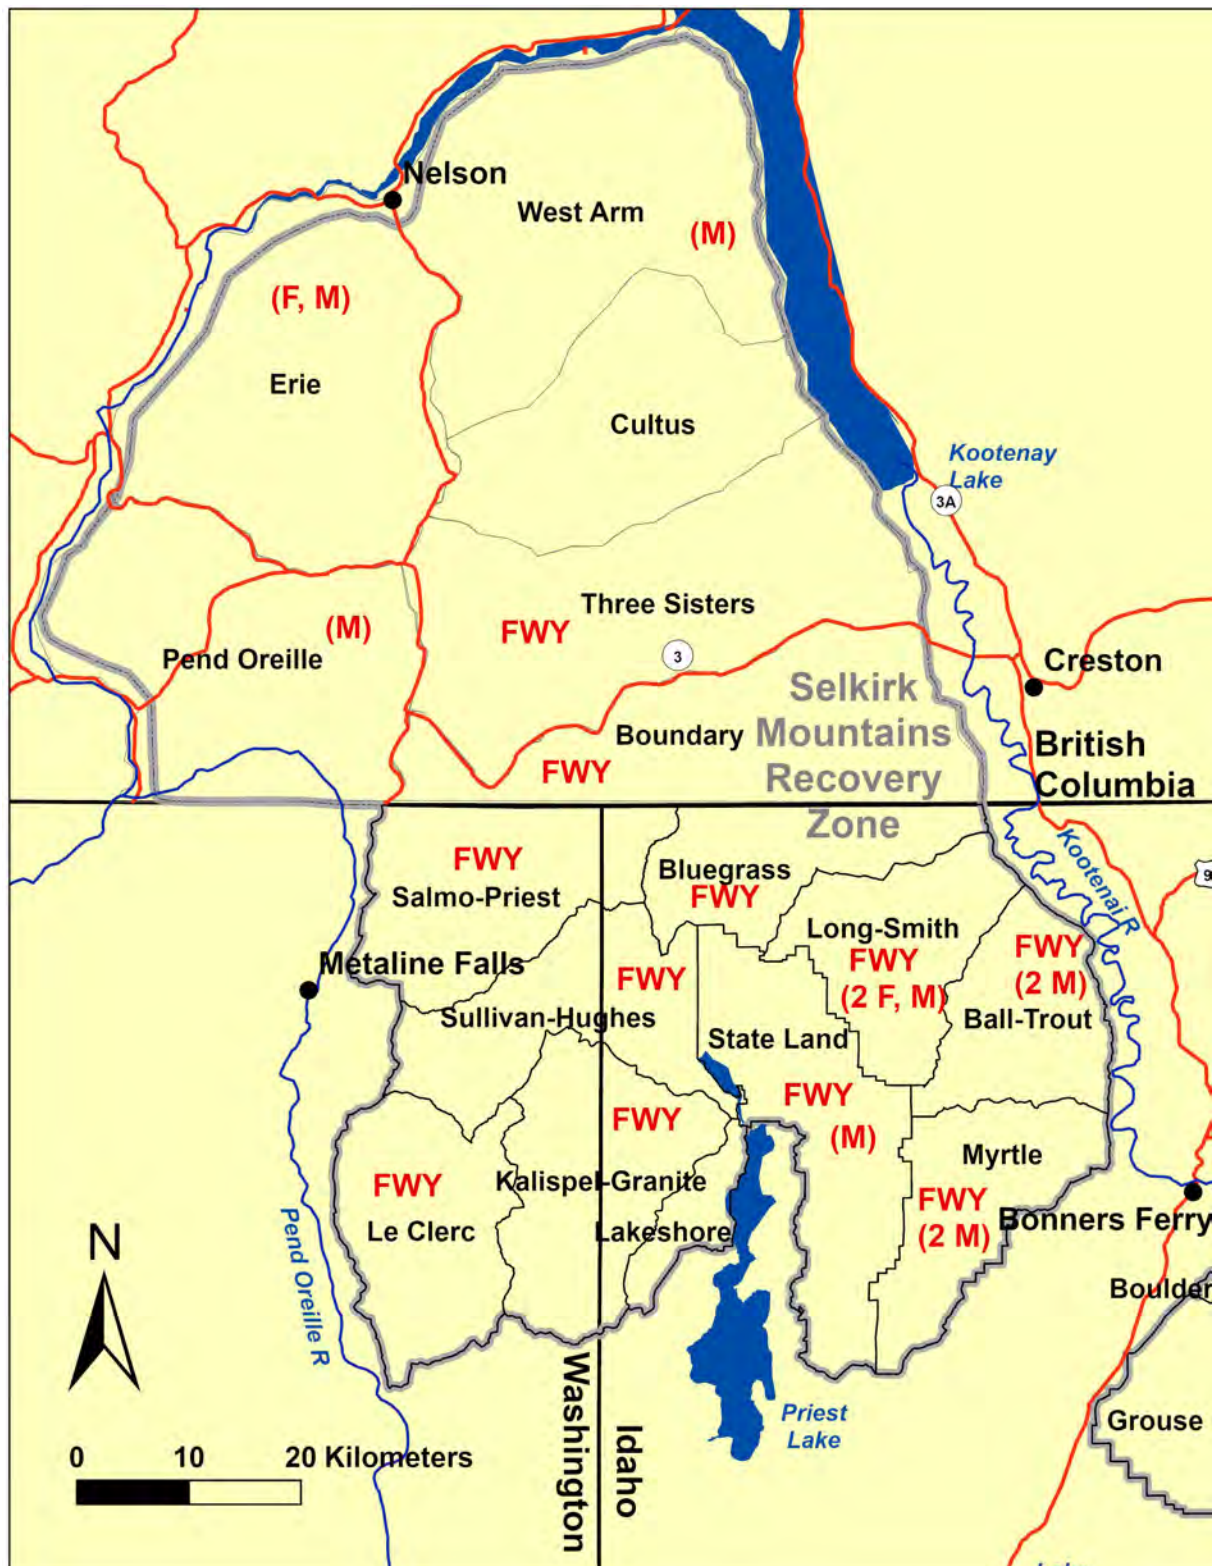 Nelson
West Arm
(M)
(F, M)
Erie
Cultus
Kootenay
Lake
3A
Three Sisters
(M)
FWY
Pend Oreille
3
Creston
Selkirk
Mountains
Recovery
Zone
Boundary
FWY
British
Columbia
FWY
Salmo-Priest
Bluegrass
FWY
Kootenai R
9
Long-Smith
FWY
(2 F, M)
FWY
(2 M)
Ball-Trout
Metaline Falls
FWY
Sullivan-Hughes
State Land
FWY
(M)
FWY
Kalispel-Granite
Myrtle
FWY
(2 M)
FWY
Le Clerc
Lakeshore
Bonners Ferry
N
Pend Oreille R
Boulder
Washington
Idaho
Priest
Lake
Grouse
0 10 20 Kilometers